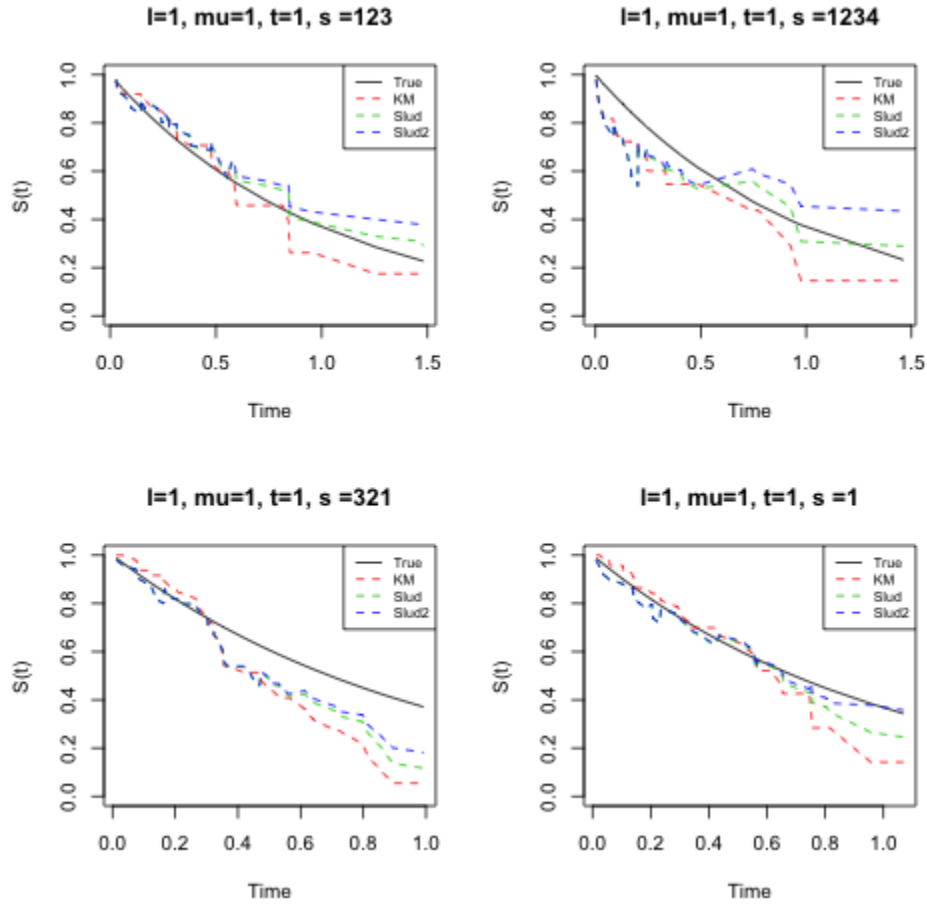 l=1, mu=1, t=1, s =123
S(t)
0.0 0.2 0.4 0.6 0.8 1.0
True
KM
Slud
Slud2
0.0 0.5 1.0 1.5
Time
l=1, mu=1, t=1, s =1234
S(t)
0.0 0.2 0.4 0.6 0.8 1.0
True
KM
Slud
Slud2
0.0 0.5 1.0 1.5
Time
l=1, mu=1, t=1, s =321
S(t)
0.0 0.2 0.4 0.6 0.8 1.0
True
KM
Slud
Slud2
0.0 0.2 0.4 0.6 0.8 1.0
Time
l=1, mu=1, t=1, s =1
S(t)
0.0 0.2 0.4 0.6 0.8 1.0
True
KM
Slud
Slud2
0.0 0.2 0.4 0.6 0.8 1.0
Time